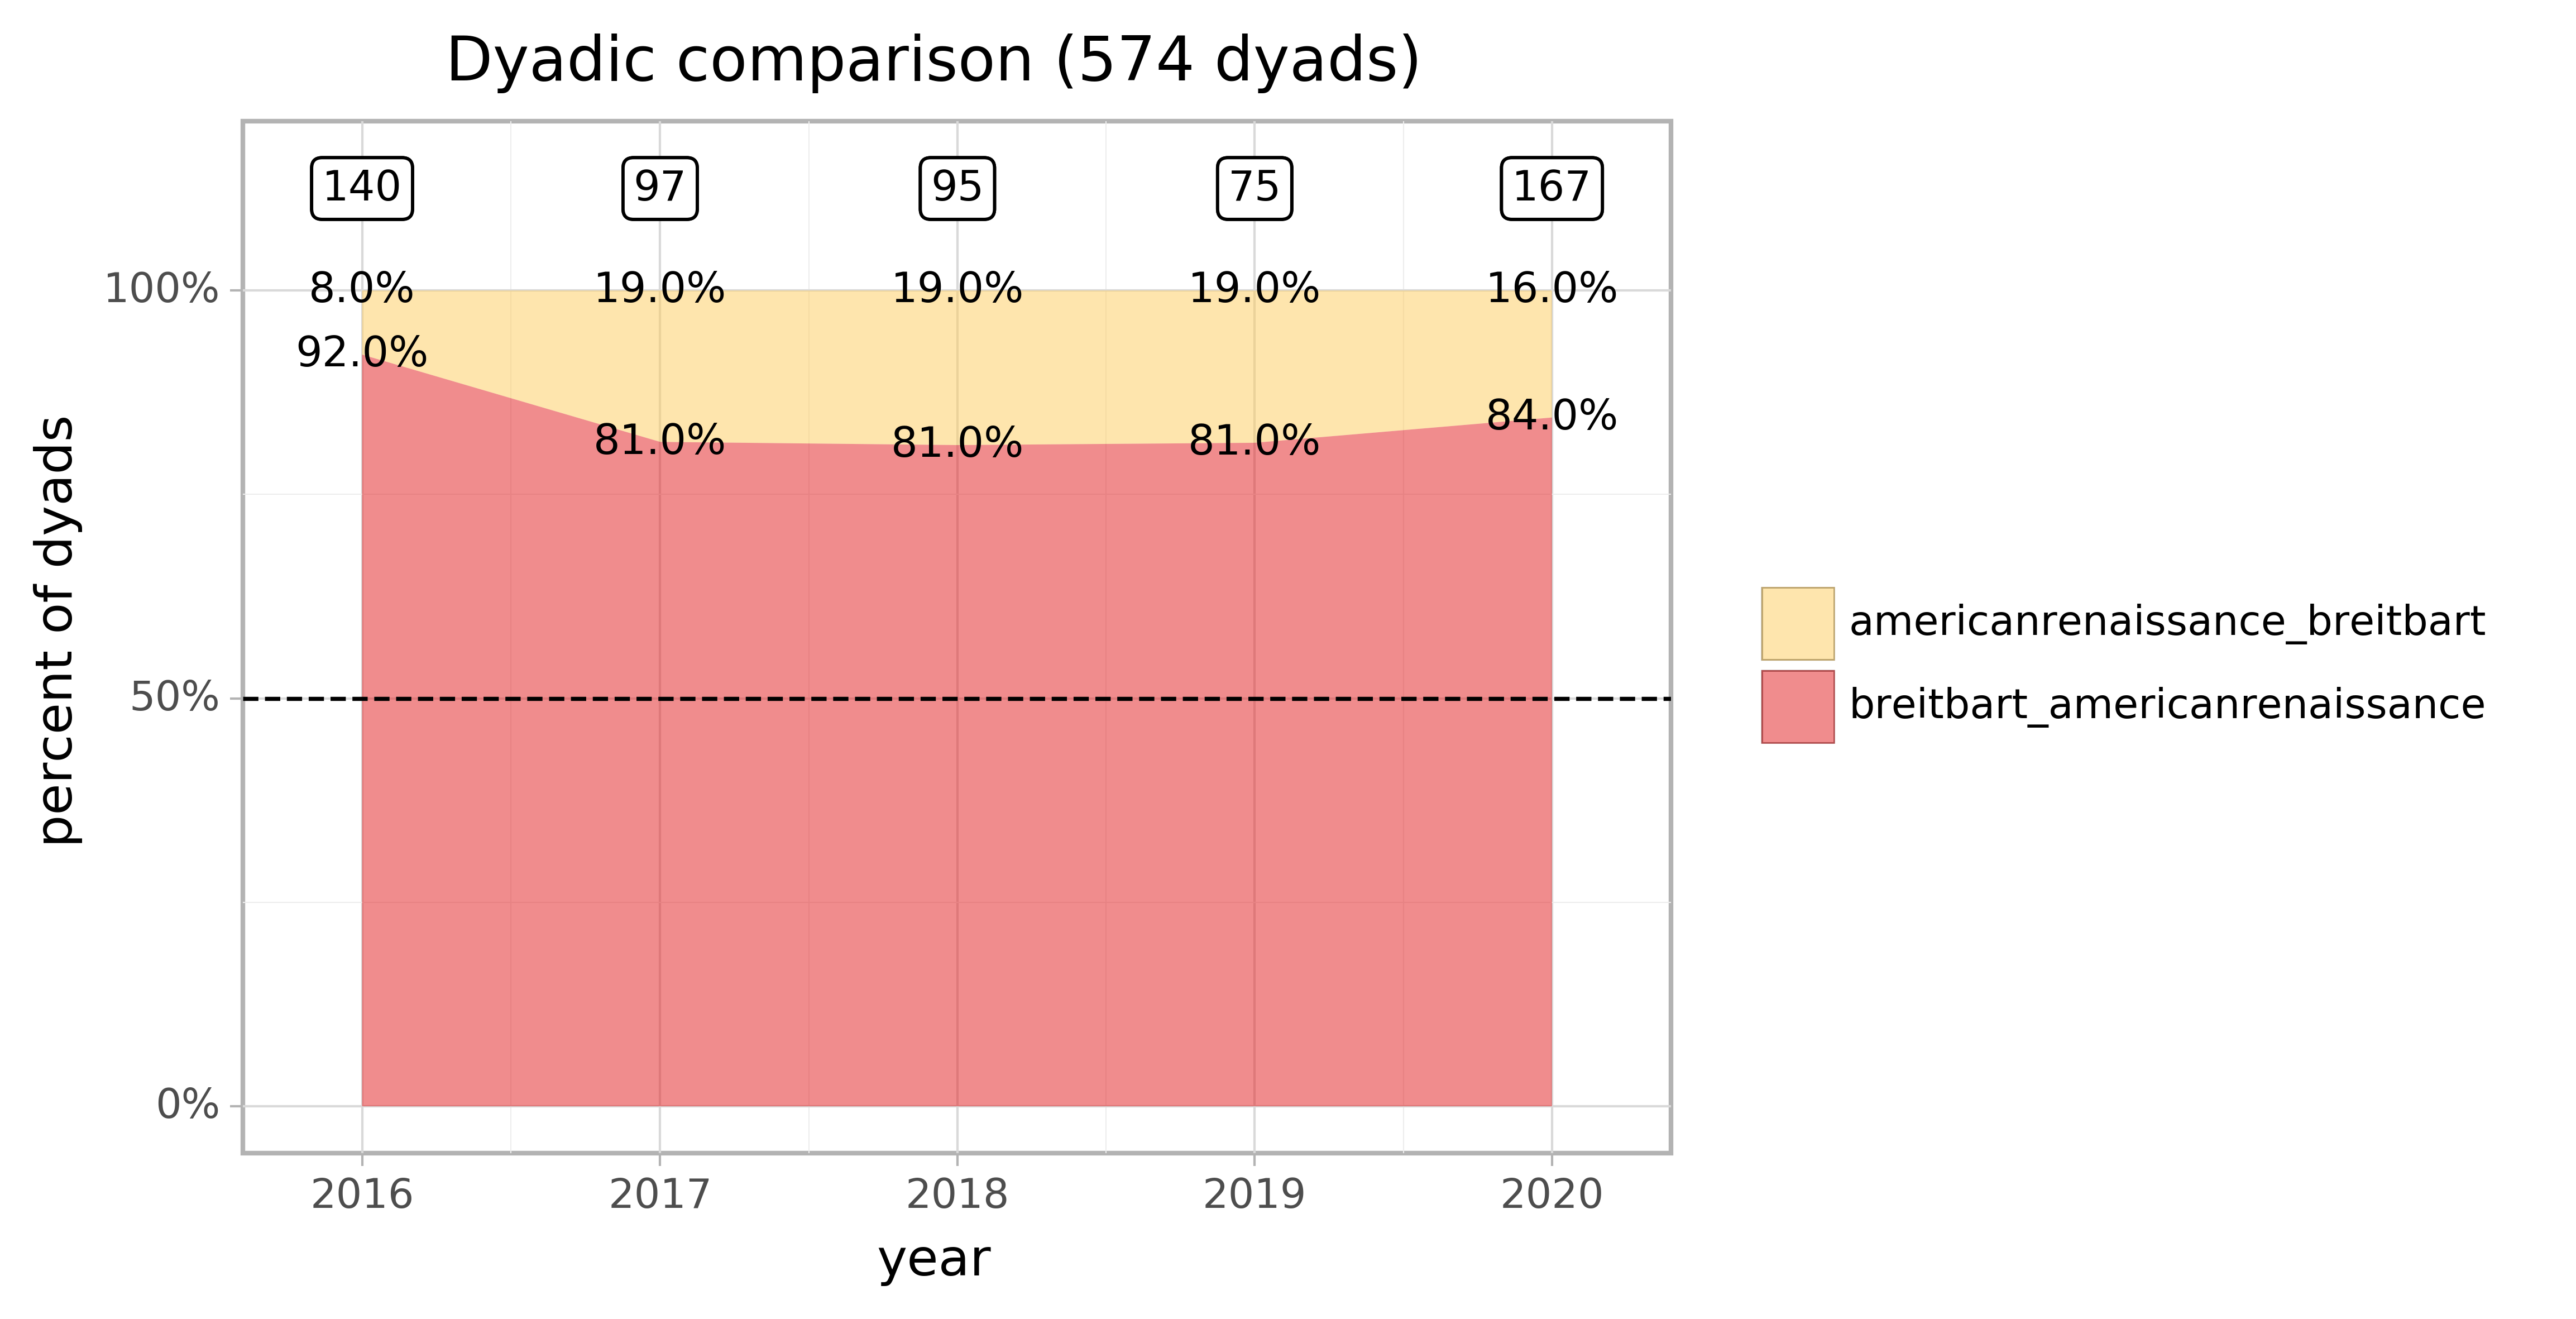 Dyadic comparison (574 dyads)
140 97 95 75 167
100%
8.0% 19.0% 19.0% 19.0% 16.0%
92.0% 81.0% 81.0% 81.0% 84.0%
50%
0%
percent of dyads
2016 2017 2018 2019 2020
year
americanrenaissance_breitbart
breitbart_americanrenaissance